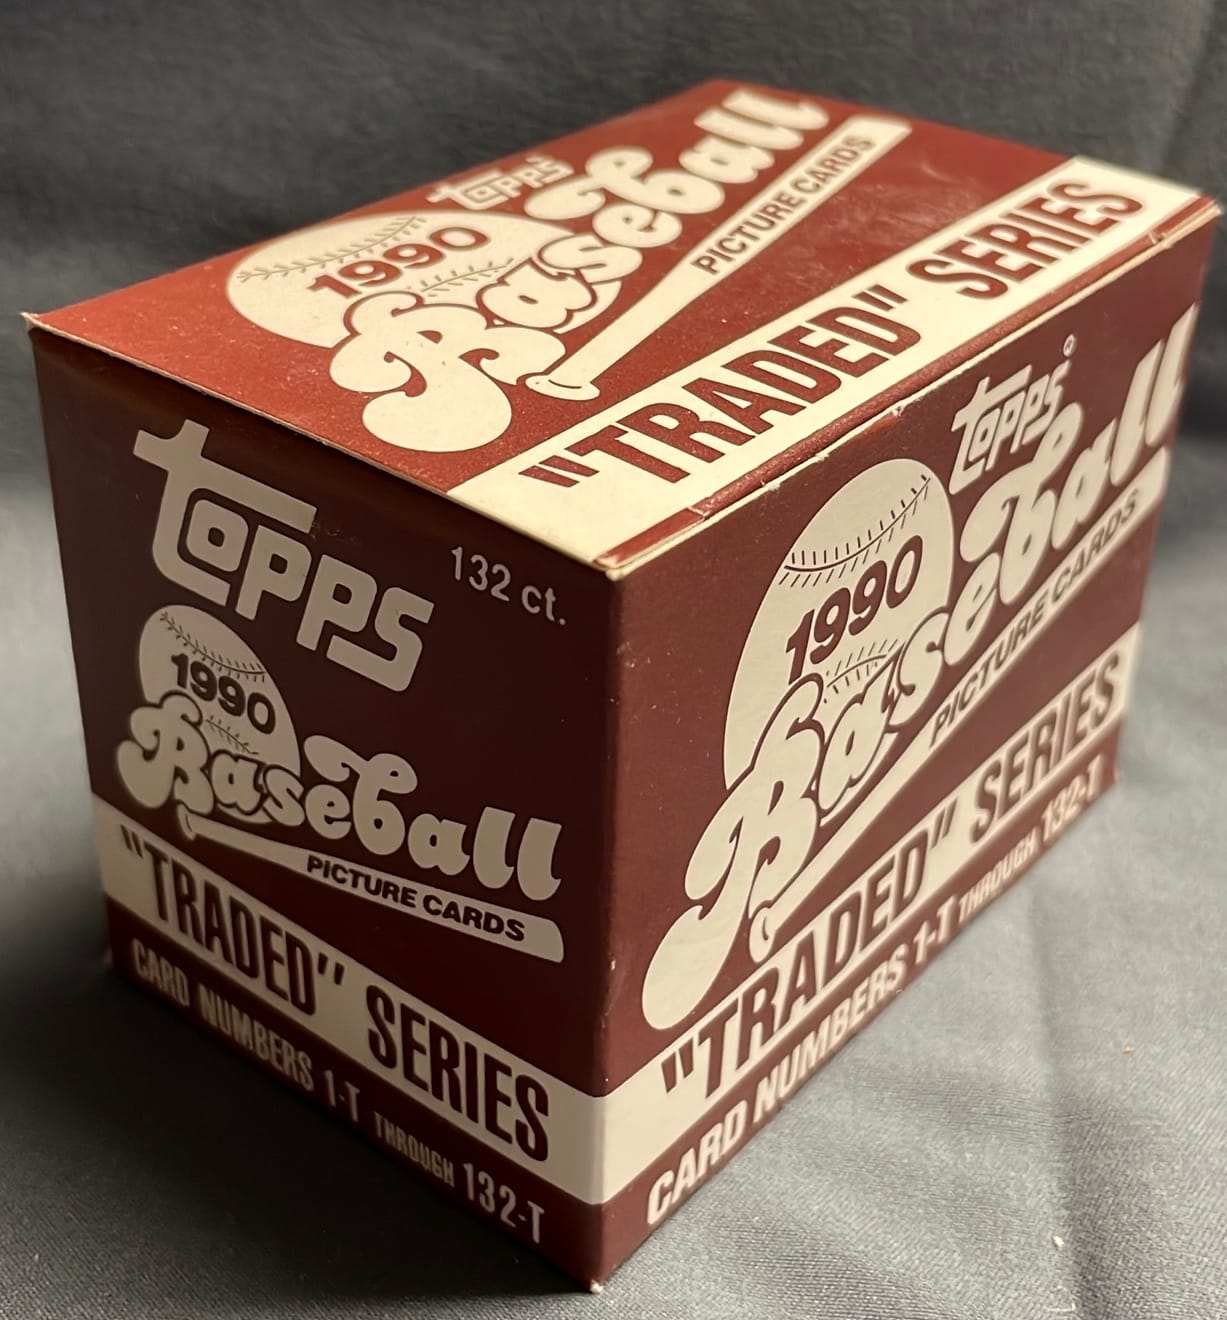 Topps
1990
Baseball
PICTURE CARDS
"TRADED" SERIES
Topps
132 ct.
1990
Baseball
PICTURE CARDS
"TRADED" SERIES
CARD NUMBERS 1-T THROUGH 132-T
Topps©
1990
Baseball
PICTURE CARDS
"TRADED" SERIES
CARD NUMBERS 1-T THROUGH 132-T